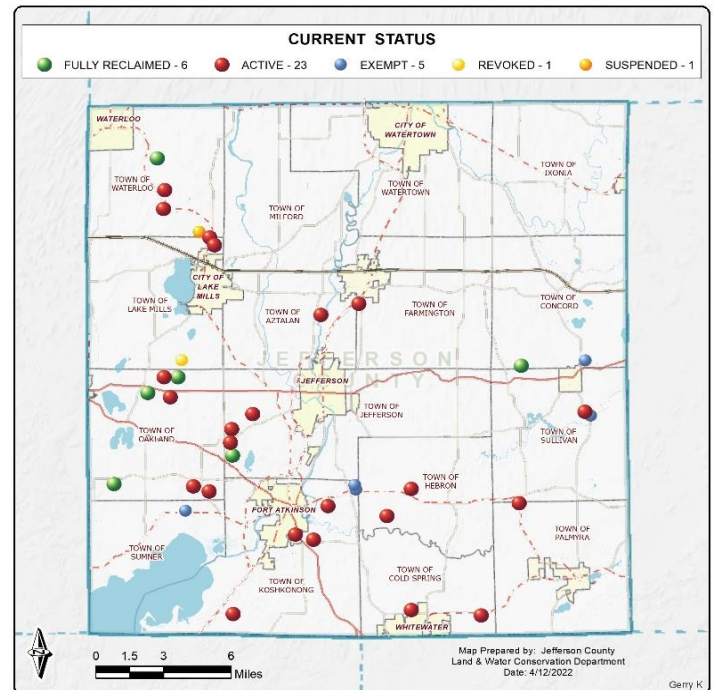 CURRENT STATUS
FULLY RECLAIMED - 6 ACTIVE - 23 EXEMPT - 5 REVOKED - 1 SUSPENDED - 1
WATERLOO
CITY OF
WATERTOWN
TOWN OF
IXONIA
TOWN OF
WATERLOO
TOWN OF
WATERTOWN
TOWN OF
MILFORD
CITY OF
LAKE
MILLS
TOWN OF
LAKE MILLS
TOWN OF
AZTALAN
TOWN OF
FARMINGTON
TOWN OF
CONCORD
JEFFERSON
COUNTY
JEFFERSON
TOWN OF
JEFFERSON
TOWN OF
OAKLAND
TOWN OF
SULLIVAN
TOWN OF
HEBRON
FORT ATKINSON
TOWN OF
PALMYRA
TOWN OF
SUMNER
TOWN OF
KOSHKONONG
TOWN OF
COLD SPRING
WHITEWATER
0 1.5 3 6
Miles
Map Prepared by: Jefferson County
Land & Water Conservation Department
Date: 4/12/2022
Gerry K